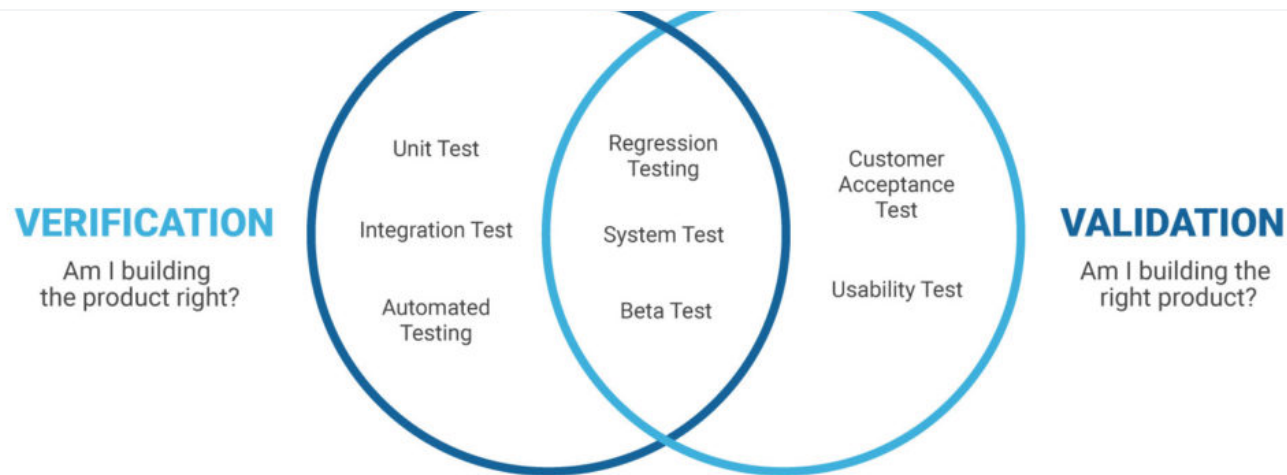 VERIFICATION
Am I building
the product right?
Unit Test
Integration Test
Automated
Testing
Regression
Testing
System Test
Beta Test
Customer
Acceptance
Test
Usability Test
VALIDATION
Am I building the
right product?